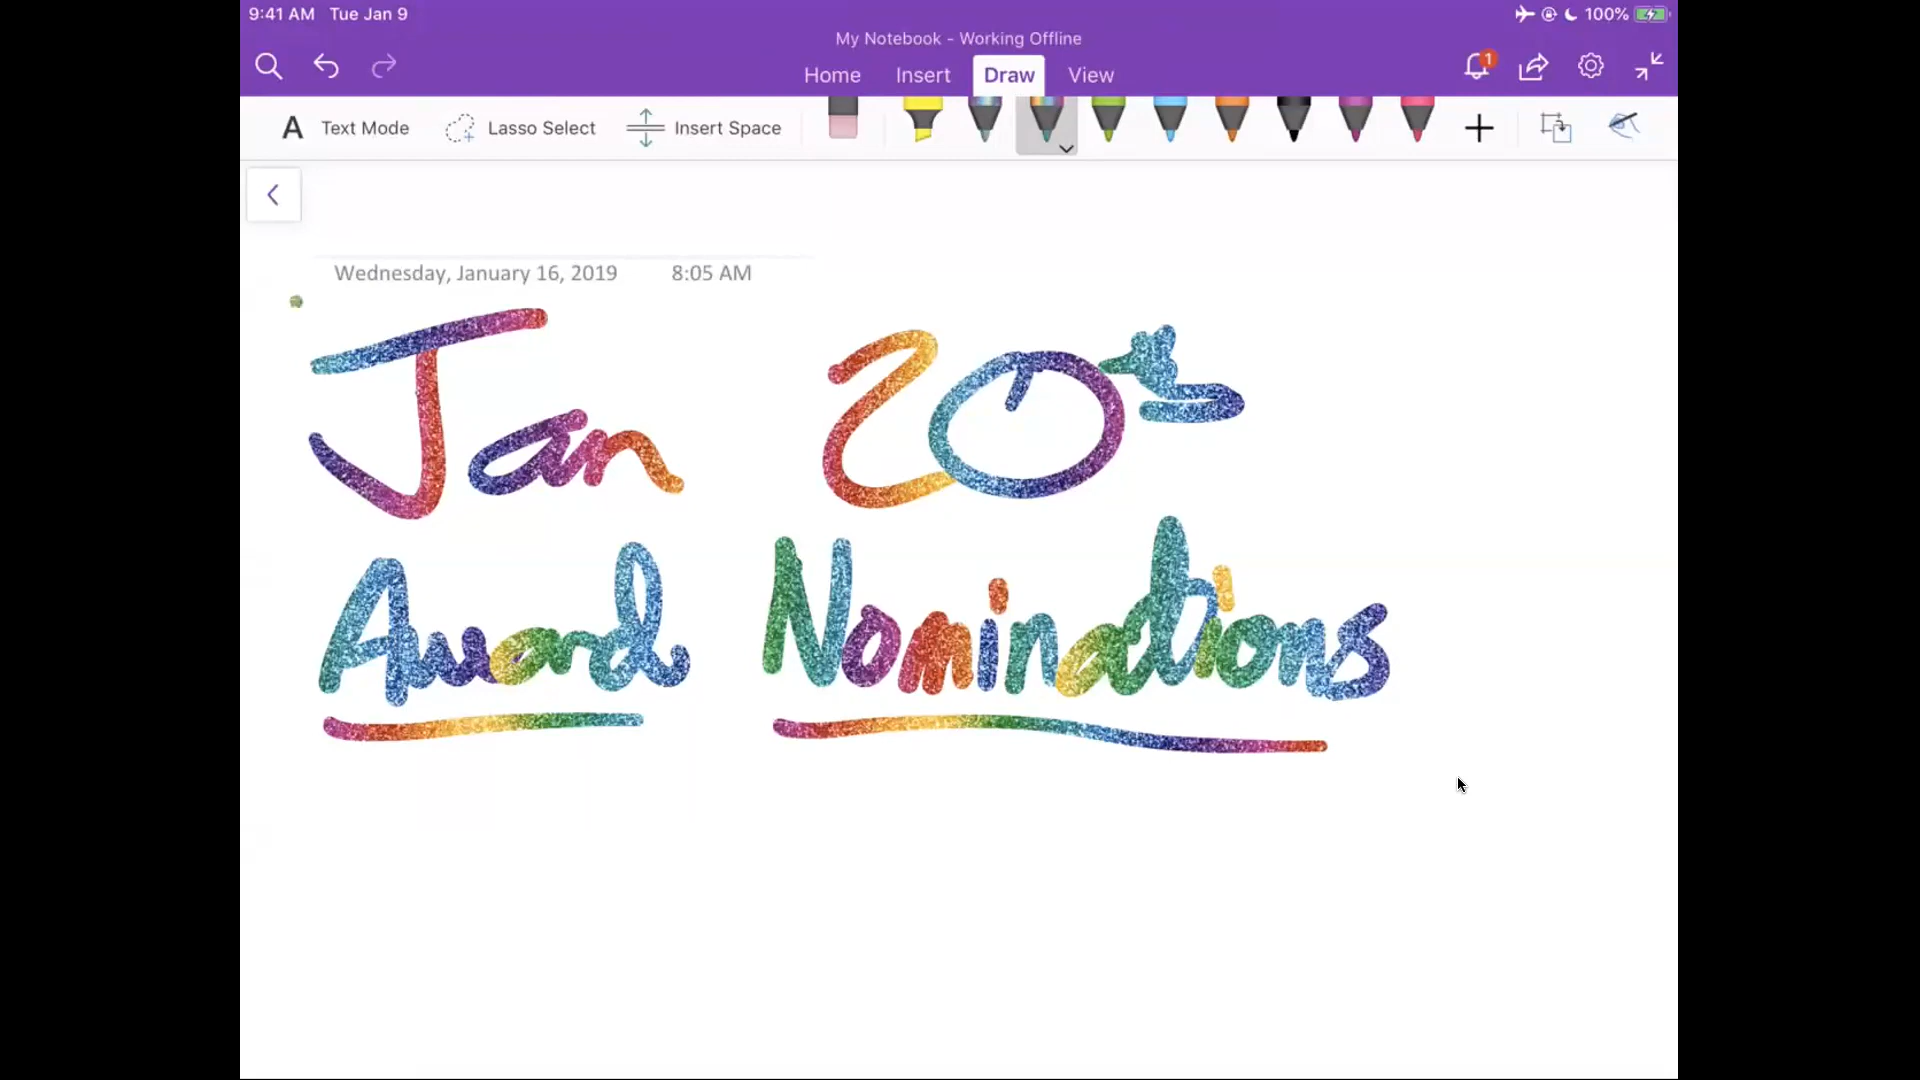 9:41 AM Tue Jan 9 100%
My Notebook - Working Offline
Home Insert Draw View 1
A Text Mode Lasso Select Insert Space
Wednesday, January 16, 2019 8:05 AM
Jan 20th
Award Nominations